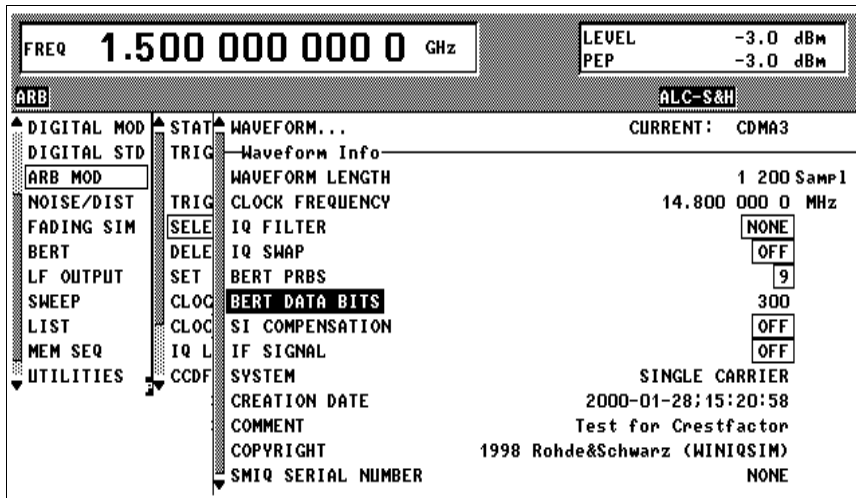 FREQ 1.500 000 000 0 GHz
LEVEL -3.0 dBm
PEP -3.0 dBm
ARB
ALC-S&H
DIGITAL MOD
DIGITAL STD
ARB MOD
NOISE/DIST
FADING SIM
BERT
LF OUTPUT
SWEEP
LIST
MEM SEQ
UTILITIES
STAT
TRIG
TRIG
SELE
DELE
SET
CLOC
CLOC
IQ L
CCDF
WAVEFORM... CURRENT: CDMA3
Waveform Info
WAVEFORM LENGTH 1 200 Sampl
CLOCK FREQUENCY 14.800 000 0 MHz
IQ FILTER NONE
IQ SWAP OFF
BERT PRBS 9
BERT DATA BITS 300
SI COMPENSATION OFF
IF SIGNAL OFF
SYSTEM SINGLE CARRIER
CREATION DATE 2000-01-28;15:20:58
COMMENT Test for Crestfactor
COPYRIGHT 1998 Rohde&Schwarz (WINIQSIM)
SMIQ SERIAL NUMBER NONE